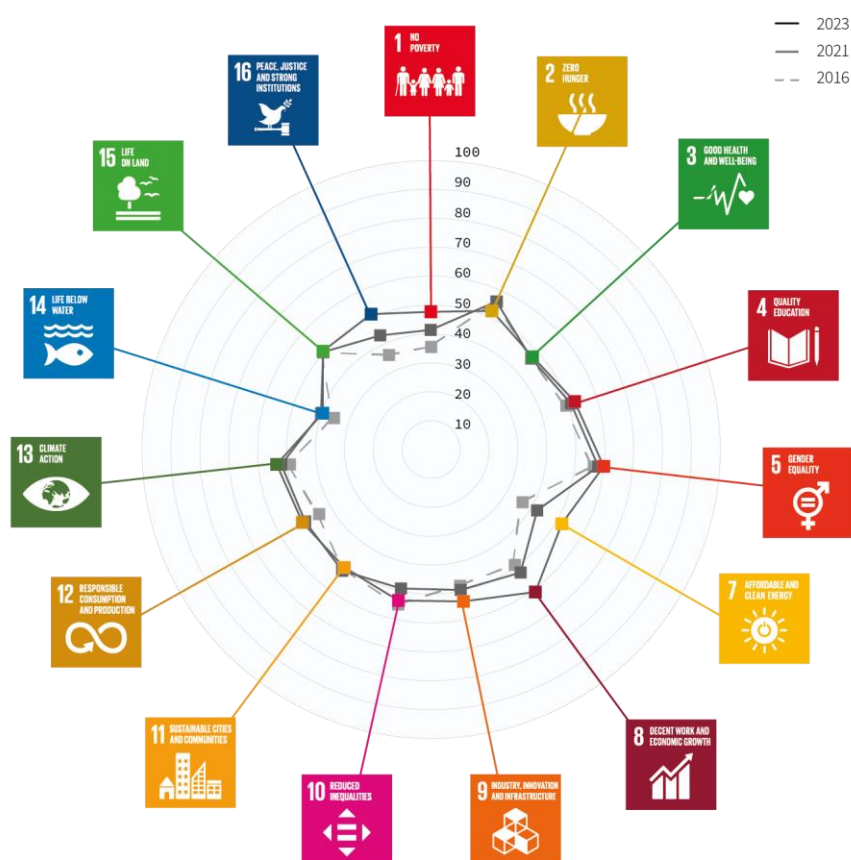 2023
2021
2016
1 NO
POVERTY
2 ZERO
HUNGER
3 GOOD HEALTH
AND WELL-BEING
4 QUALITY
EDUCATION
5 GENDER
EQUALITY
7 AFFORDABLE AND
CLEAN ENERGY
8 DECENT WORK AND
ECONOMIC GROWTH
9 INDUSTRY, INNOVATION
AND INFRASTRUCTURE
10 REDUCED
INEQUALITIES
11 SUSTAINABLE CITIES
AND COMMUNITIES
12 RESPONSIBLE
CONSUMPTION
AND PRODUCTION
13 CLIMATE
ACTION
14 LIFE BELOW
WATER
15 LIFE
ON LAND
16 PEACE, JUSTICE
AND STRONG
INSTITUTIONS
100
90
80
70
60
50
40
30
20
10